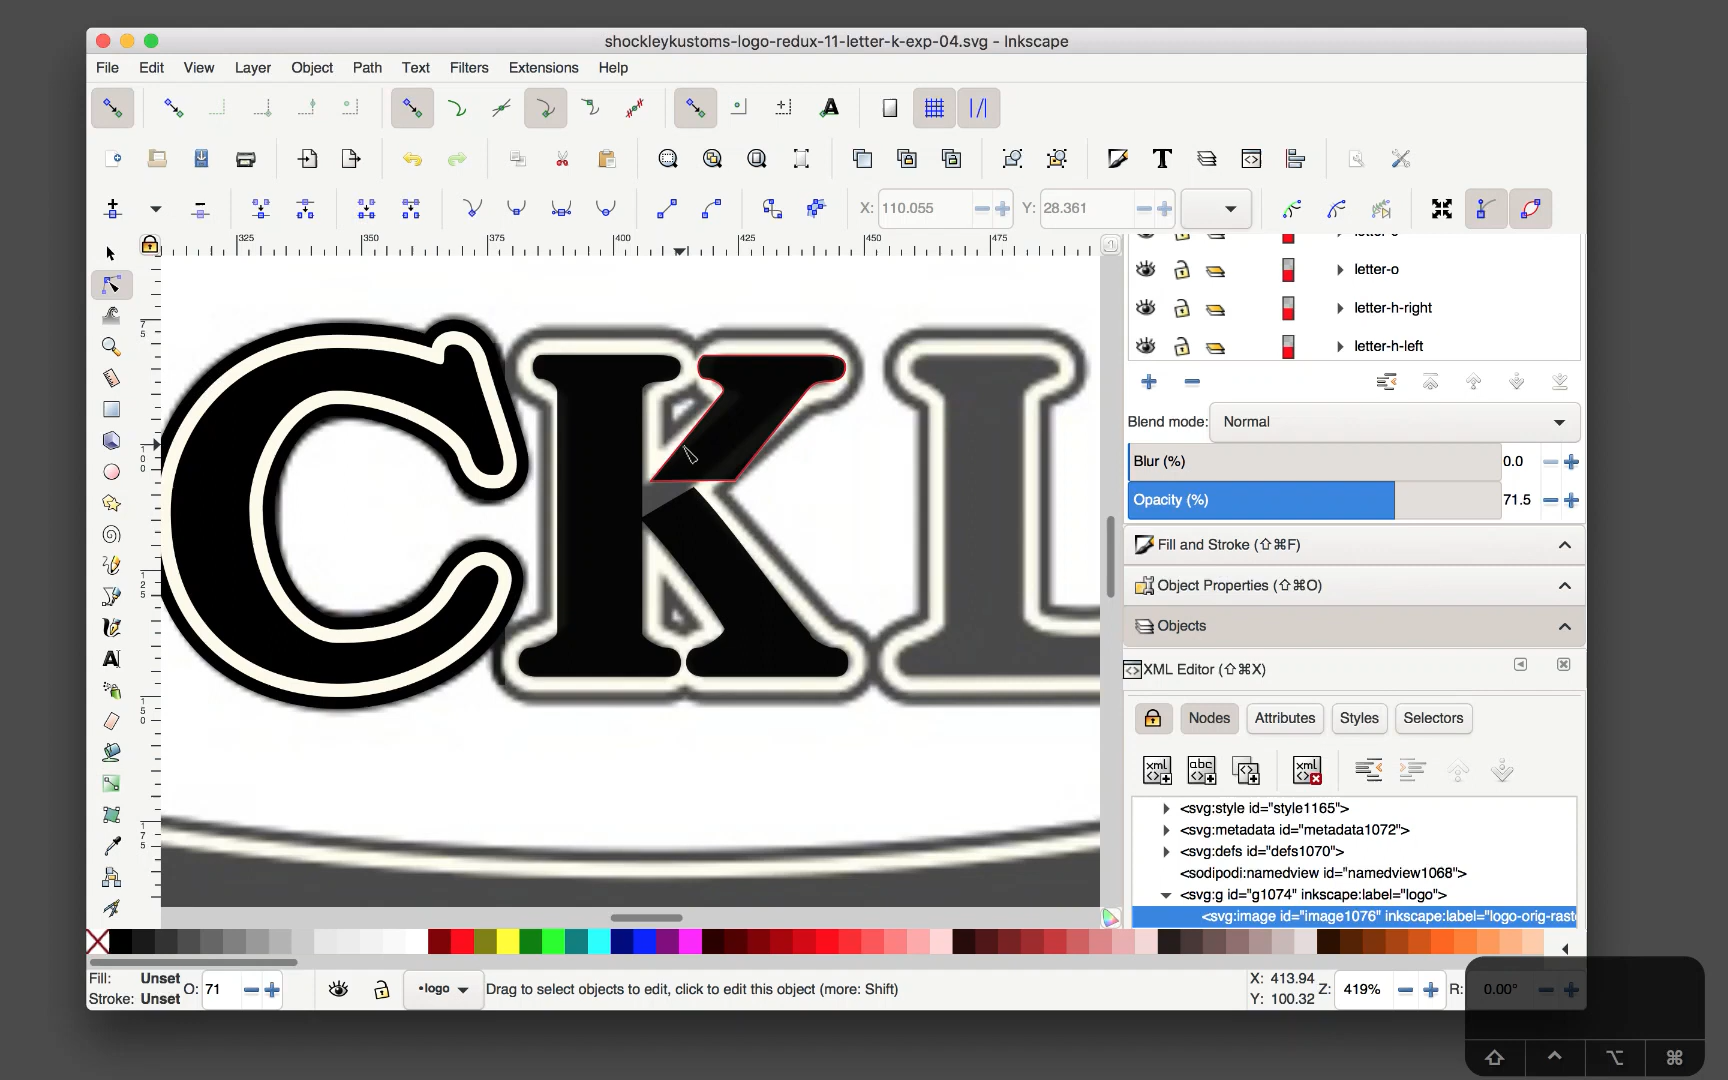 shockleykustoms-logo-redux-11-letter-k-exp-04.svg - Inkscape
File Edit View Layer Object Path Text Filters Extensions Help
X: 110.055 Y: 28.361
325 350 375 400 425 450 475
letter-o
letter-h-right
letter-h-left
CK
Blend mode: Normal
Blur (%) 0.0
Opacity (%) 71.5
Fill and Stroke (⇧⌘F)
Object Properties (⇧⌘O)
Objects
XML Editor (⇧⌘X)
Nodes Attributes Styles Selectors
<svg:style id="style1165">
<svg:metadata id="metadata1072">
<svg:defs id="defs1070">
<sodipodi:namedview id="namedview1068">
<svg:g id="g1074" inkscape:label="logo">
<svg:image id="image1076" inkscape:label="logo-orig-raste
Fill: Unset
Stroke: Unset
O: 71
•logo
Drag to select objects to edit, click to edit this object (more: Shift)
X: 413.94
Y: 100.32
Z: 419%
R: 0.00°